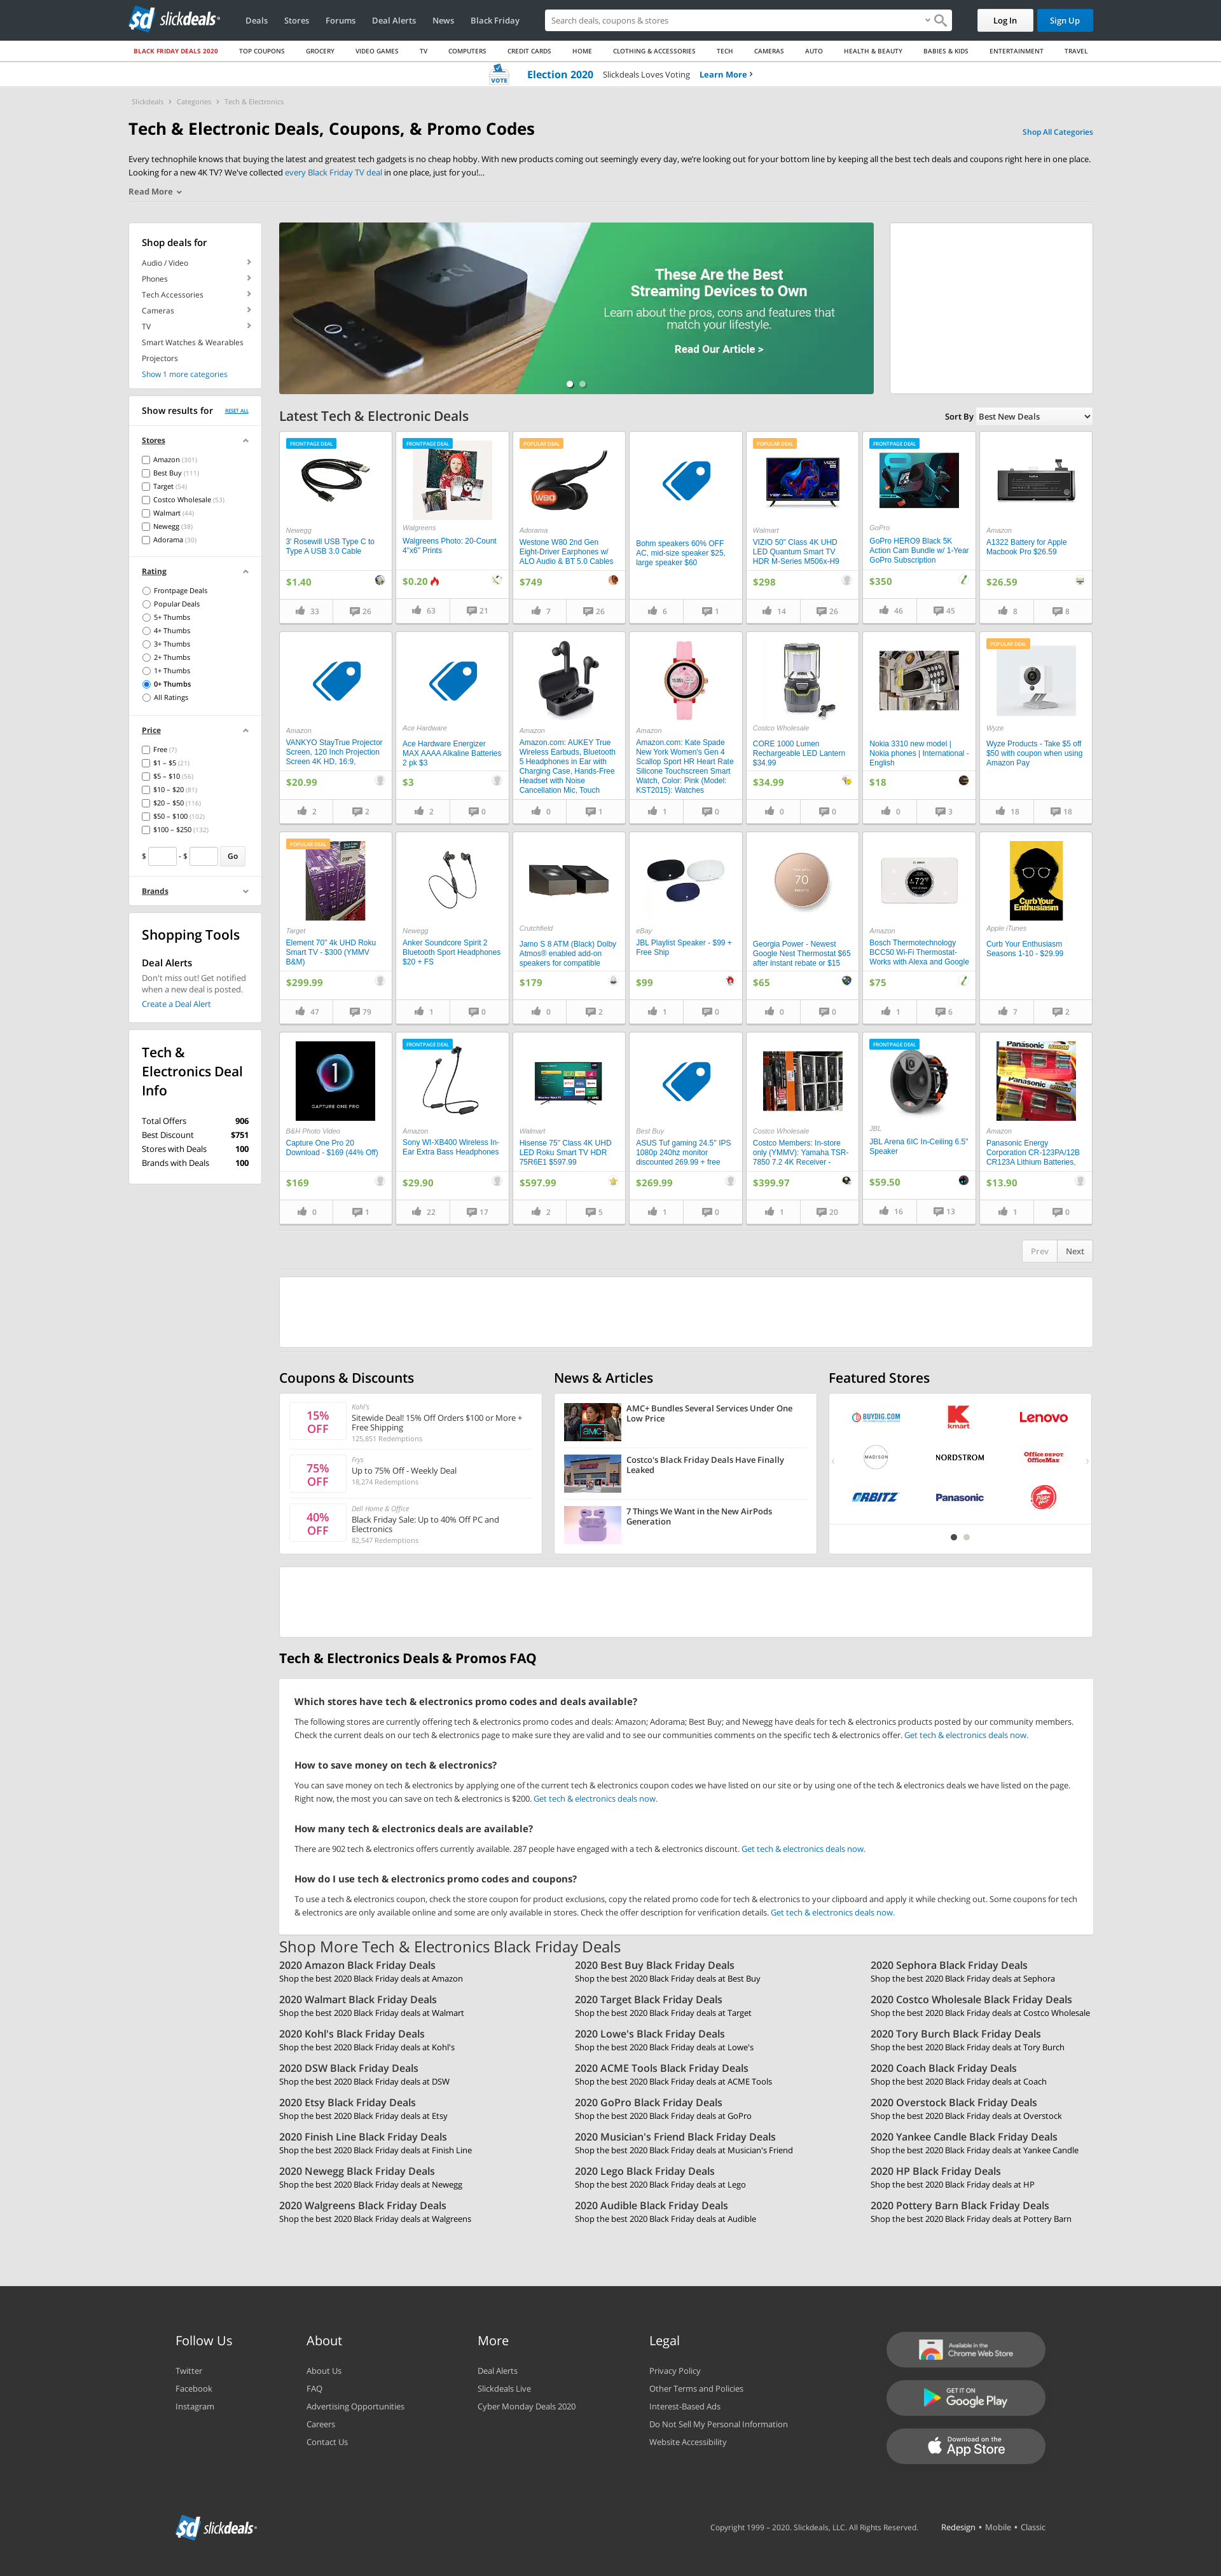 slickdeals
Deals Stores Forums Deal Alerts News Black Friday
Search deals, coupons & stores
Log In Sign Up
BLACK FRIDAY DEALS 2020 TOP COUPONS GROCERY VIDEO GAMES TV COMPUTERS CREDIT CARDS HOME CLOTHING & ACCESSORIES TECH CAMERAS AUTO HEALTH & BEAUTY BABIES & KIDS ENTERTAINMENT TRAVEL
VOTE Election 2020 Slickdeals Loves Voting Learn More ›
Slickdeals › Categories › Tech & Electronics
Tech & Electronic Deals, Coupons, & Promo Codes
Shop All Categories
Every technophile knows that buying the latest and greatest tech gadgets is no cheap hobby. With new products coming out seemingly every day, we're looking out for your bottom line by keeping all the best tech deals and coupons right here in one place.
Looking for a new 4K TV? We've collected every Black Friday TV deal in one place, just for you!...
Read More
Shop deals for
Audio / Video
Phones
Tech Accessories
Cameras
TV
Smart Watches & Wearables
Projectors
Show 1 more categories
These Are the Best
Streaming Devices to Own
Learn about the pros, cons and features that
match your lifestyle.
Read Our Article >
Show results for RESET ALL
Stores
Amazon (301)
Best Buy (111)
Target (54)
Costco Wholesale (53)
Walmart (44)
Newegg (38)
Adorama (30)
Rating
Frontpage Deals
Popular Deals
5+ Thumbs
4+ Thumbs
3+ Thumbs
2+ Thumbs
1+ Thumbs
0+ Thumbs
All Ratings
Price
Free (7)
$1 – $5 (21)
$5 – $10 (56)
$10 – $20 (81)
$20 – $50 (116)
$50 – $100 (102)
$100 – $250 (132)
$ - $ Go
Brands
Shopping Tools
Deal Alerts
Don't miss out! Get notified
when a new deal is posted.
Create a Deal Alert
Tech &
Electronics Deal
Info
Total Offers 906
Best Discount $751
Stores with Deals 100
Brands with Deals 100
Latest Tech & Electronic Deals
Sort By Best New Deals
FRONTPAGE DEAL
Newegg
3' Rosewill USB Type C to
Type A USB 3.0 Cable
$1.40
33 26
FRONTPAGE DEAL
Walgreens
Walgreens Photo: 20-Count
4"x6" Prints
$0.20
63 21
POPULAR DEAL
Adorama
Westone W80 2nd Gen
Eight-Driver Earphones w/
ALO Audio & BT 5.0 Cables
$749
7 26
Bohm speakers 60% OFF
AC, mid-size speaker $25,
large speaker $60
6 1
POPULAR DEAL
Walmart
VIZIO 50" Class 4K UHD
LED Quantum Smart TV
HDR M-Series M506x-H9
$298
14 26
FRONTPAGE DEAL
GoPro
GoPro HERO9 Black 5K
Action Cam Bundle w/ 1-Year
GoPro Subscription
$350
46 45
Amazon
A1322 Battery for Apple
Macbook Pro $26.59
$26.59
8 8
Amazon
VANKYO StayTrue Projector
Screen, 120 Inch Projection
Screen 4K HD, 16:9,
$20.99
2 2
Ace Hardware
Ace Hardware Energizer
MAX AAAA Alkaline Batteries
2 pk $3
$3
2 0
Amazon
Amazon.com: AUKEY True
Wireless Earbuds, Bluetooth
5 Headphones in Ear with
Charging Case, Hands-Free
Headset with Noise
Cancellation Mic, Touch
0 1
Amazon
Amazon.com: Kate Spade
New York Women's Gen 4
Scallop Sport HR Heart Rate
Silicone Touchscreen Smart
Watch, Color: Pink (Model:
KST2015): Watches
1 0
Costco Wholesale
CORE 1000 Lumen
Rechargeable LED Lantern
$34.99
$34.99
0 0
Nokia 3310 new model |
Nokia phones | International -
English
$18
0 3
POPULAR DEAL
Wyze
Wyze Products - Take $5 off
$50 with coupon when using
Amazon Pay
18 18
POPULAR DEAL
Target
Element 70" 4k UHD Roku
Smart TV - $300 (YMMV
B&M)
$299.99
47 79
Newegg
Anker Soundcore Spirit 2
Bluetooth Sport Headphones
$20 + FS
1 0
Crutchfield
Jamo S 8 ATM (Black) Dolby
Atmos® enabled add-on
speakers for compatible
$179
0 2
eBay
JBL Playlist Speaker - $99 +
Free Ship
$99
1 0
Georgia Power - Newest
Google Nest Thermostat $65
after instant rebate or $15
$65
0 0
Amazon
Bosch Thermotechnology
BCC50 Wi-Fi Thermostat-
Works with Alexa and Google
$75
1 6
Curb Your
Enthusiasm
Apple iTunes
Curb Your Enthusiasm
Seasons 1-10 - $29.99
7 2
CAPTURE ONE PRO
B&H Photo Video
Capture One Pro 20
Download - $169 (44% Off)
$169
0 1
FRONTPAGE DEAL
Amazon
Sony WI-XB400 Wireless In-
Ear Extra Bass Headphones
$29.90
22 17
Walmart
Hisense 75" Class 4K UHD
LED Roku Smart TV HDR
75R6E1 $597.99
$597.99
2 5
Best Buy
ASUS Tuf gaming 24.5" IPS
1080p 240hz monitor
discounted 269.99 + free
$269.99
1 0
Costco Wholesale
Costco Members: In-store
only (YMMV): Yamaha TSR-
7850 7.2 4K Receiver -
$399.97
1 20
FRONTPAGE DEAL
JBL
JBL Arena 6IC In-Ceiling 6.5"
Speaker
$59.50
16 13
Panasonic
Amazon
Panasonic Energy
Corporation CR-123PA/12B
CR123A Lithium Batteries,
$13.90
1 0
Prev Next
Coupons & Discounts
15%
OFF
Kohl's
Sitewide Deal! 15% Off Orders $100 or More +
Free Shipping
125,851 Redemptions
75%
OFF
Frys
Up to 75% Off - Weekly Deal
18,274 Redemptions
40%
OFF
Dell Home & Office
Black Friday Sale: Up to 40% Off PC and
Electronics
82,547 Redemptions
News & Articles
AMC+ Bundles Several Services Under One
Low Price
Costco's Black Friday Deals Have Finally
Leaked
7 Things We Want in the New AirPods
Generation
Featured Stores
BUYDIG.COM kmart Lenovo
MADISON NORDSTROM Office DEPOT OfficeMax
ORBITZ Panasonic Pizza Hut
Tech & Electronics Deals & Promos FAQ
Which stores have tech & electronics promo codes and deals available?
The following stores are currently offering tech & electronics promo codes and deals: Amazon; Adorama; Best Buy; and Newegg have deals for tech & electronics products posted by our community members.
Check the current deals on our tech & electronics page to make sure they are valid and to see our communities comments on the specific tech & electronics offer. Get tech & electronics deals now.
How to save money on tech & electronics?
You can save money on tech & electronics by applying one of the current tech & electronics coupon codes we have listed on our site or by using one of the tech & electronics deals we have listed on the page.
Right now, the most you can save on tech & electronics is $200. Get tech & electronics deals now.
How many tech & electronics deals are available?
There are 902 tech & electronics offers currently available. 287 people have engaged with a tech & electronics discount. Get tech & electronics deals now.
How do I use tech & electronics promo codes and coupons?
To use a tech & electronics coupon, check the store coupon for product exclusions, copy the related promo code for tech & electronics to your clipboard and apply it while checking out. Some coupons for tech
& electronics are only available online and some are only available in stores. Check the offer description for verification details. Get tech & electronics deals now.
Shop More Tech & Electronics Black Friday Deals
2020 Amazon Black Friday Deals
Shop the best 2020 Black Friday deals at Amazon
2020 Best Buy Black Friday Deals
Shop the best 2020 Black Friday deals at Best Buy
2020 Sephora Black Friday Deals
Shop the best 2020 Black Friday deals at Sephora
2020 Walmart Black Friday Deals
Shop the best 2020 Black Friday deals at Walmart
2020 Target Black Friday Deals
Shop the best 2020 Black Friday deals at Target
2020 Costco Wholesale Black Friday Deals
Shop the best 2020 Black Friday deals at Costco Wholesale
2020 Kohl's Black Friday Deals
Shop the best 2020 Black Friday deals at Kohl's
2020 Lowe's Black Friday Deals
Shop the best 2020 Black Friday deals at Lowe's
2020 Tory Burch Black Friday Deals
Shop the best 2020 Black Friday deals at Tory Burch
2020 DSW Black Friday Deals
Shop the best 2020 Black Friday deals at DSW
2020 ACME Tools Black Friday Deals
Shop the best 2020 Black Friday deals at ACME Tools
2020 Coach Black Friday Deals
Shop the best 2020 Black Friday deals at Coach
2020 Etsy Black Friday Deals
Shop the best 2020 Black Friday deals at Etsy
2020 GoPro Black Friday Deals
Shop the best 2020 Black Friday deals at GoPro
2020 Overstock Black Friday Deals
Shop the best 2020 Black Friday deals at Overstock
2020 Finish Line Black Friday Deals
Shop the best 2020 Black Friday deals at Finish Line
2020 Musician's Friend Black Friday Deals
Shop the best 2020 Black Friday deals at Musician's Friend
2020 Yankee Candle Black Friday Deals
Shop the best 2020 Black Friday deals at Yankee Candle
2020 Newegg Black Friday Deals
Shop the best 2020 Black Friday deals at Newegg
2020 Lego Black Friday Deals
Shop the best 2020 Black Friday deals at Lego
2020 HP Black Friday Deals
Shop the best 2020 Black Friday deals at HP
2020 Walgreens Black Friday Deals
Shop the best 2020 Black Friday deals at Walgreens
2020 Audible Black Friday Deals
Shop the best 2020 Black Friday deals at Audible
2020 Pottery Barn Black Friday Deals
Shop the best 2020 Black Friday deals at Pottery Barn
Follow Us
Twitter
Facebook
Instagram
About
About Us
FAQ
Advertising Opportunities
Careers
Contact Us
More
Deal Alerts
Slickdeals Live
Cyber Monday Deals 2020
Legal
Privacy Policy
Other Terms and Policies
Interest-Based Ads
Do Not Sell My Personal Information
Website Accessibility
Available in the
Chrome Web Store
GET IT ON
Google Play
Download on the
App Store
slickdeals
Copyright 1999 – 2020. Slickdeals, LLC. All Rights Reserved. Redesign • Mobile • Classic